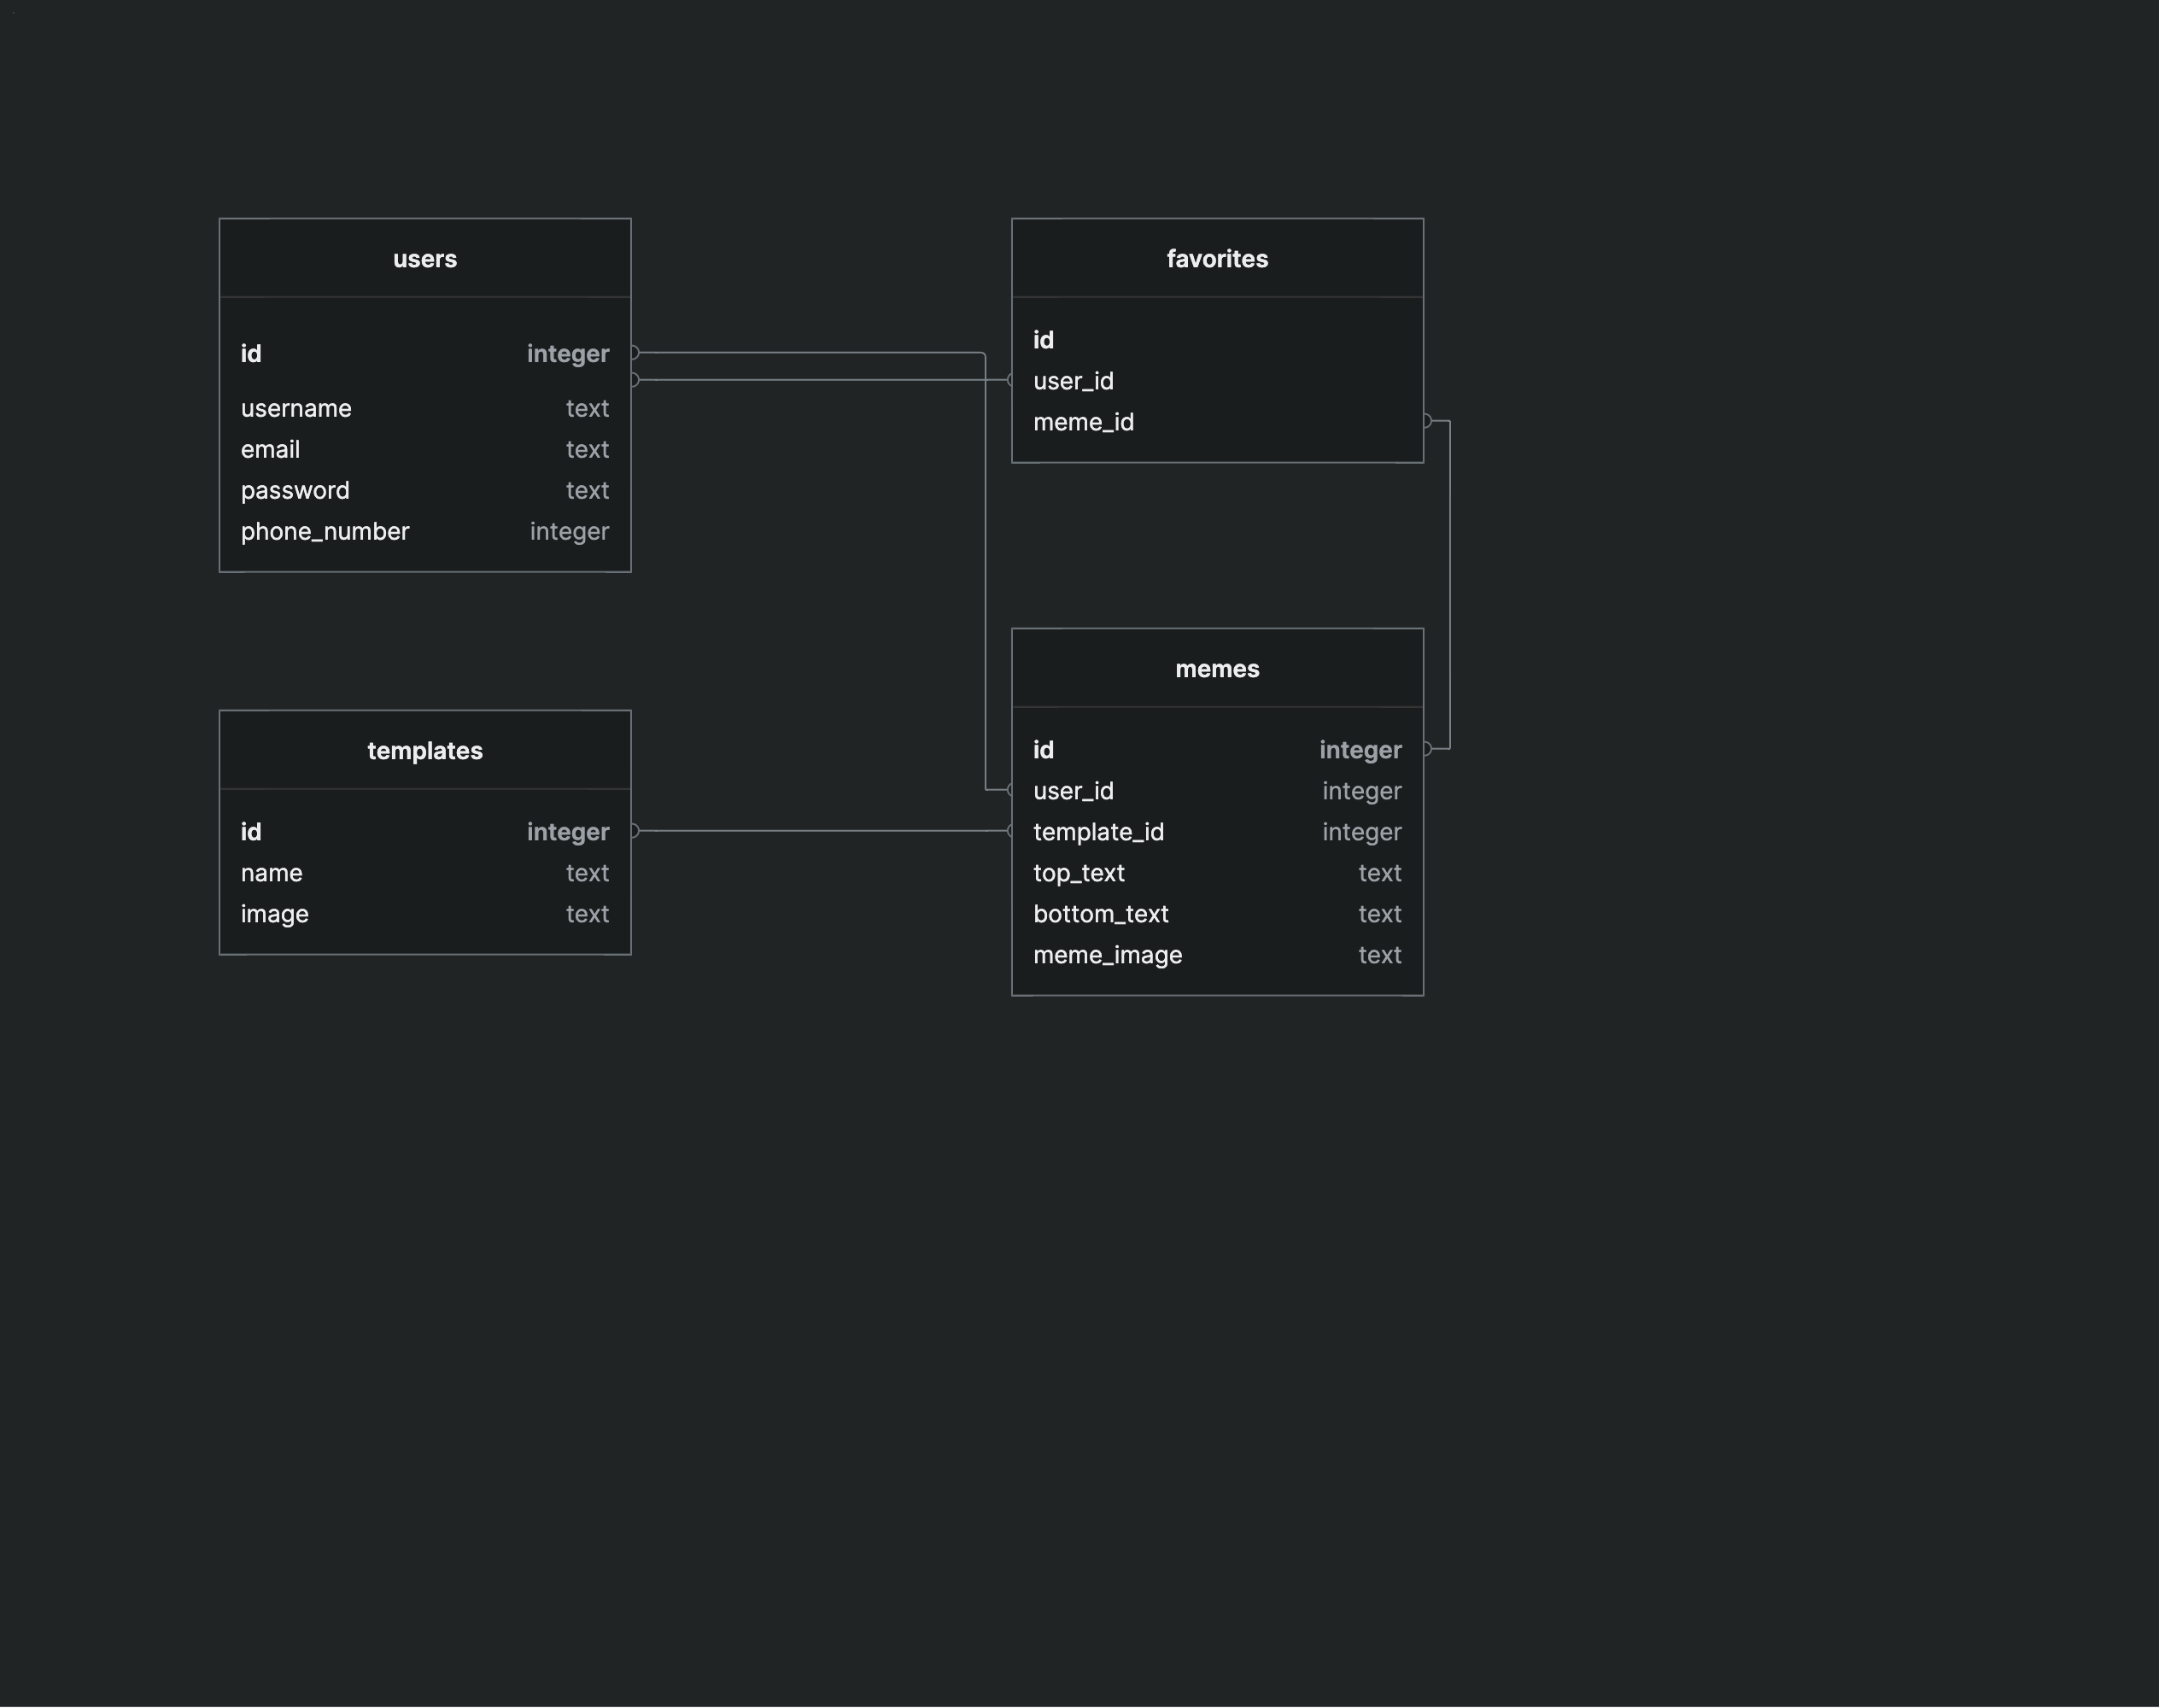 users
id integer
username text
email text
password text
phone_number integer
favorites
id
user_id
meme_id
templates
id integer
name text
image text
memes
id integer
user_id integer
template_id integer
top_text text
bottom_text text
meme_image text